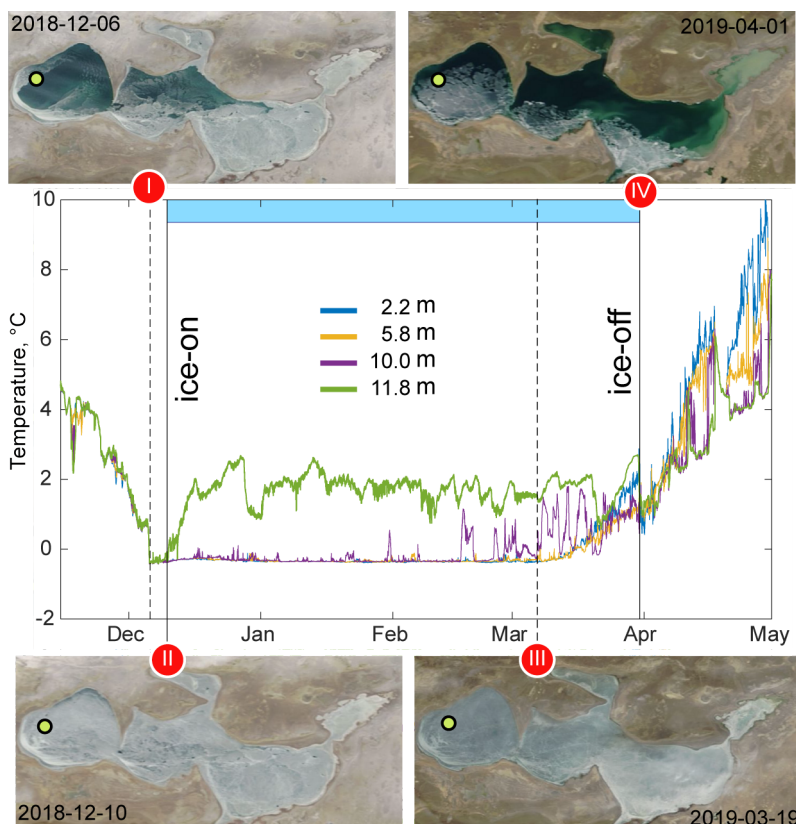 2018-12-06
2019-04-01
I
IV
10
8
6
4
2
0
-2
Temperature, °C
ice-on
ice-off
2.2 m
5.8 m
10.0 m
11.8 m
Dec
Jan
Feb
Mar
Apr
May
II
III
2018-12-10
2019-03-19